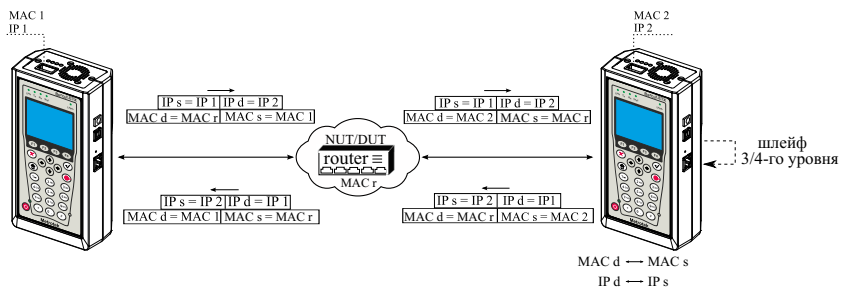 MAC 1
IP 1
MAC 2
IP 2
IP s = IP 1 IP d = IP 2
MAC d = MAC r MAC s = MAC 1
IP s = IP 1 IP d = IP 2
MAC d = MAC 2 MAC s = MAC r
NUT/DUT
router
MAC r
шлейф
3/4-го уровня
IP s = IP 2 IP d = IP 1
MAC d = MAC 1 MAC s = MAC r
IP s = IP 2 IP d = IP1
MAC d = MAC r MAC s = MAC 2
MAC d ↔ MAC s
IP d ↔ IP s